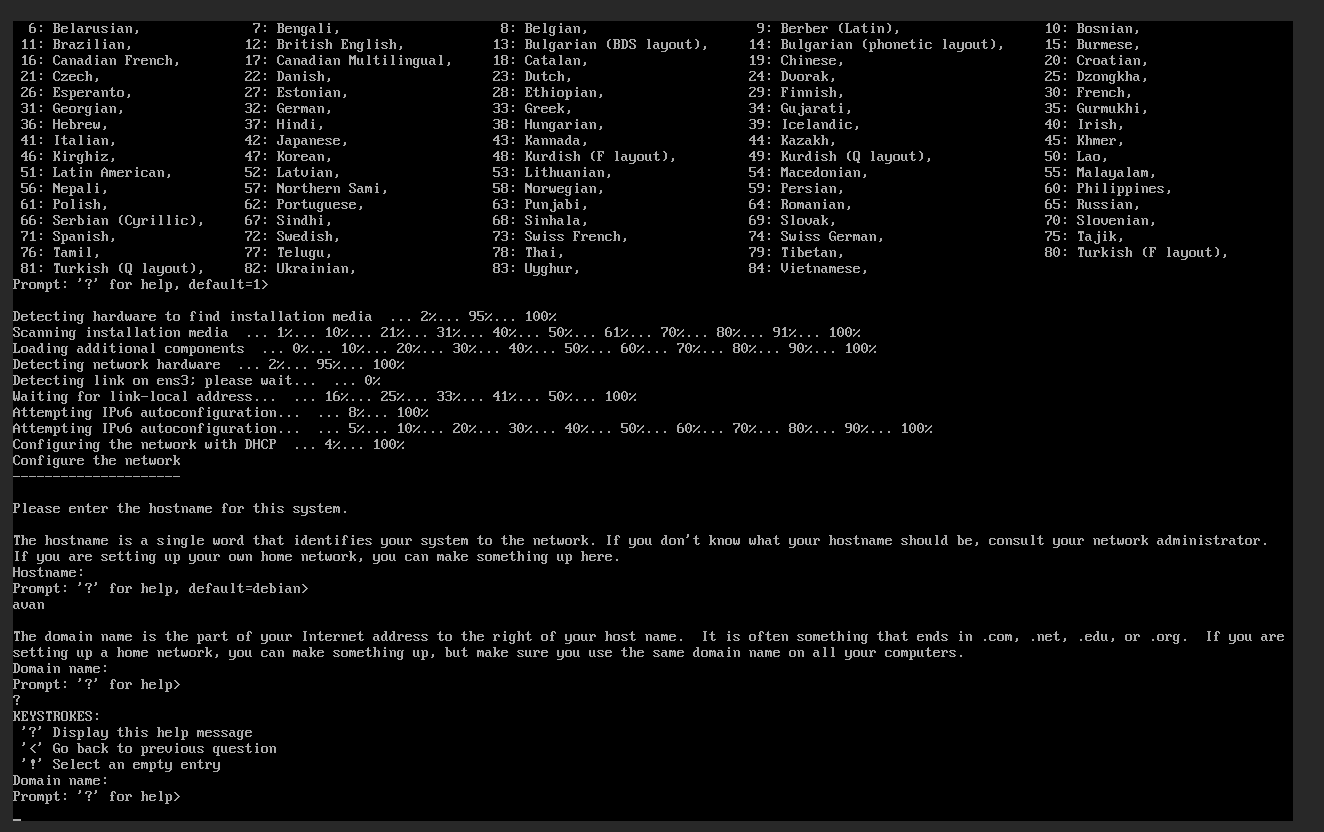 6: Belarusian, 7: Bengali, 8: Belgian, 9: Berber (Latin), 10: Bosnian,
11: Brazilian, 12: British English, 13: Bulgarian (BDS layout), 14: Bulgarian (phonetic layout), 15: Burmese,
16: Canadian French, 17: Canadian Multilingual, 18: Catalan, 19: Chinese, 20: Croatian,
21: Czech, 22: Danish, 23: Dutch, 24: Dvorak, 25: Dzongkha,
26: Esperanto, 27: Estonian, 28: Ethiopian, 29: Finnish, 30: French,
31: Georgian, 32: German, 33: Greek, 34: Gujarati, 35: Gurmukhi,
36: Hebrew, 37: Hindi, 38: Hungarian, 39: Icelandic, 40: Irish,
41: Italian, 42: Japanese, 43: Kannada, 44: Kazakh, 45: Khmer,
46: Kirghiz, 47: Korean, 48: Kurdish (F layout), 49: Kurdish (Q layout), 50: Lao,
51: Latin American, 52: Latvian, 53: Lithuanian, 54: Macedonian, 55: Malayalam,
56: Nepali, 57: Northern Sami, 58: Norwegian, 59: Persian, 60: Philippines,
61: Polish, 62: Portuguese, 63: Punjabi, 64: Romanian, 65: Russian,
66: Serbian (Cyrillic), 67: Sindhi, 68: Sinhala, 69: Slovak, 70: Slovenian,
71: Spanish, 72: Swedish, 73: Swiss French, 74: Swiss German, 75: Tajik,
76: Tamil, 77: Telugu, 78: Thai, 79: Tibetan, 80: Turkish (F layout),
81: Turkish (Q layout), 82: Ukrainian, 83: Uyghur, 84: Vietnamese,
Prompt: '?' for help, default=1>
Detecting hardware to find installation media ... 2%... 95%... 100%
Scanning installation media ... 1%... 10%... 21%... 31%... 40%... 50%... 61%... 70%... 80%... 91%... 100%
Loading additional components ... 0%... 10%... 20%... 30%... 40%... 50%... 60%... 70%... 80%... 90%... 100%
Detecting network hardware ... 2%... 95%... 100%
Detecting link on ens3; please wait... ... 0%
Waiting for link-local address... ... 16%... 25%... 33%... 41%... 50%... 100%
Attempting IPv6 autoconfiguration... ... 8%... 100%
Attempting IPv6 autoconfiguration... ... 5%... 10%... 20%... 30%... 40%... 50%... 60%... 70%... 80%... 90%... 100%
Configuring the network with DHCP ... 4%... 100%
Configure the network
---------------------
Please enter the hostname for this system.
The hostname is a single word that identifies your system to the network. If you don't know what your hostname should be, consult your network administrator.
If you are setting up your own home network, you can make something up here.
Hostname:
Prompt: '?' for help, default=debian>
avan
The domain name is the part of your Internet address to the right of your host name. It is often something that ends in .com, .net, .edu, or .org. If you are
setting up a home network, you can make something up, but make sure you use the same domain name on all your computers.
Domain name:
Prompt: '?' for help>
?
KEYSTROKES:
'?' Display this help message
'<' Go back to previous question
'!' Select an empty entry
Domain name:
Prompt: '?' for help>